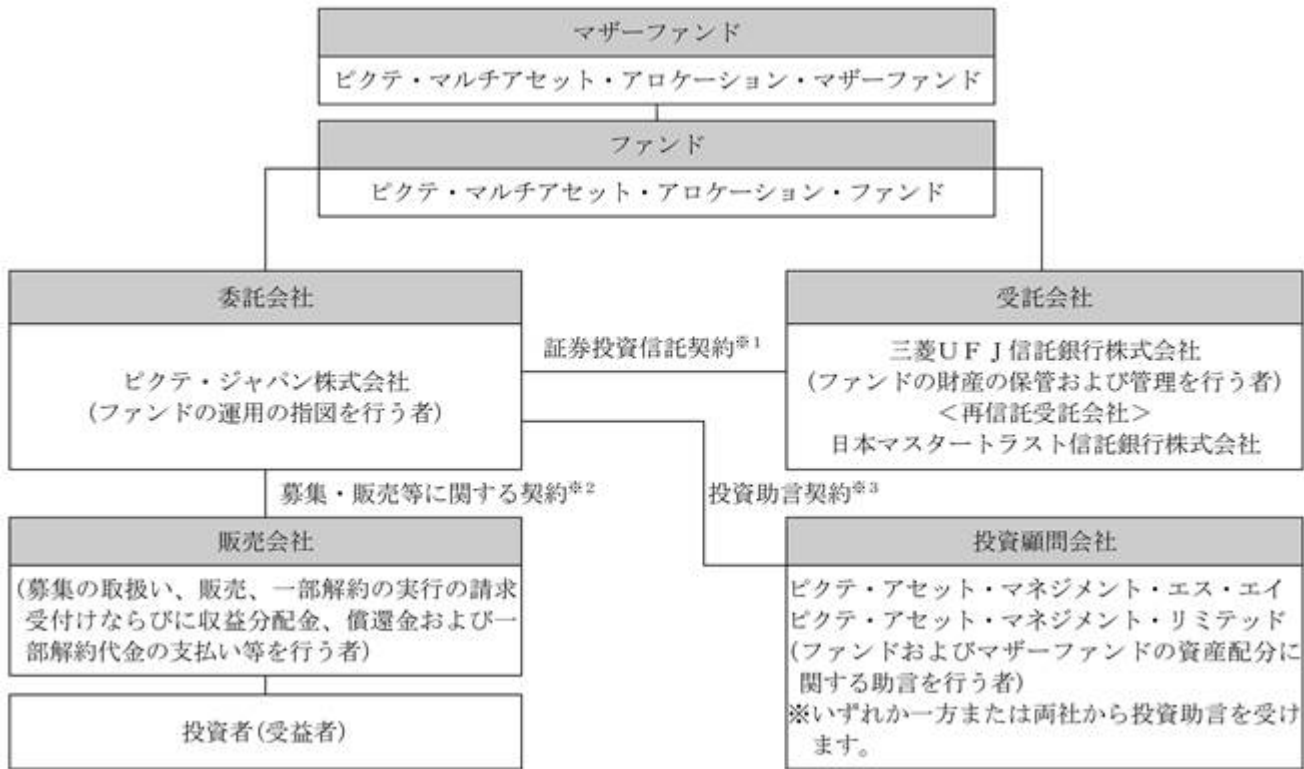 マザーファンド
ピクテ・マルチアセット・アロケーション・マザーファンド
ファンド
ピクテ・マルチアセット・アロケーション・ファンド
委託会社
ピクテ・ジャパン株式会社
(ファンドの運用の指図を行う者)
証券投資信託契約※1
受託会社
三菱UFJ信託銀行株式会社
(ファンドの財産の保管および管理を行う者)
<再信託受託会社>
日本マスタートラスト信託銀行株式会社
募集・販売等に関する契約※2
投資助言契約※3
販売会社
(募集の取扱い、販売、一部解約の実行の請求
受付けならびに収益分配金、償還金および一
部解約代金の支払い等を行う者)
投資者(受益者)
投資顧問会社
ピクテ・アセット・マネジメント・エス・エイ
ピクテ・アセット・マネジメント・リミテッド
(ファンドおよびマザーファンドの資産配分に
関する助言を行う者)
※いずれか一方または両社から投資助言を受け
ます。